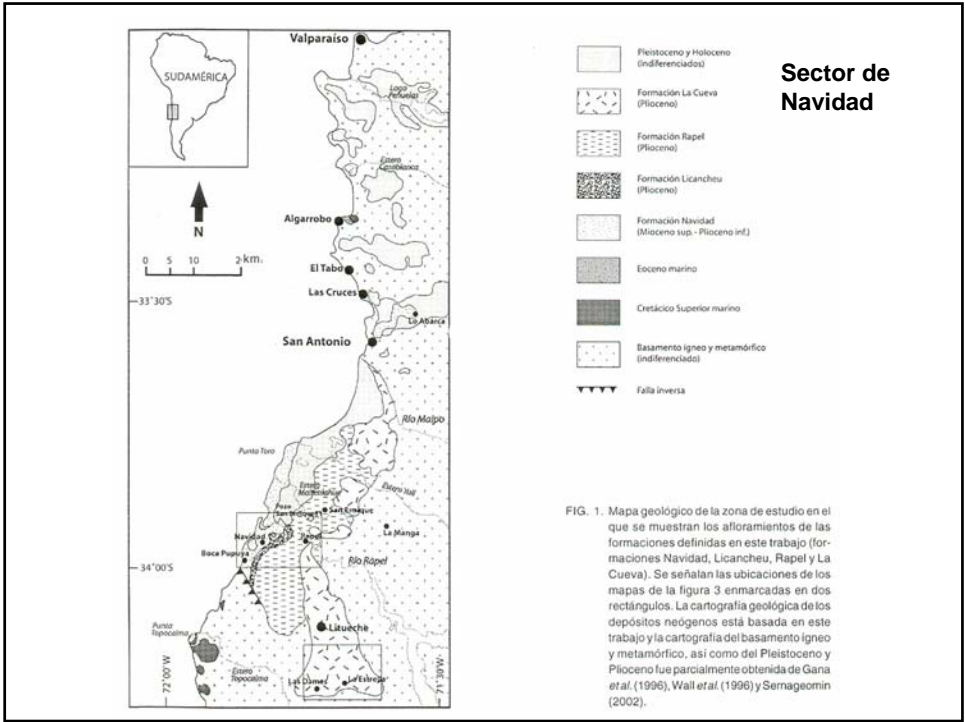 Sector de
Navidad
Valparaíso
SUDAMÉRICA
Lago
Peñuelas
Estero
Casablanca
N
Algarrobo
0 5 10 2 km.
El Tabo
Las Cruces
33°30'S
Lo Abarca
San Antonio
Río Maipo
Punta Toro
Estero
Estero Yali
San Enrique
Navidad
Rapel
La Manga
Boca Pupuya
Río Rapel
34°00'S
Litueche
Punta
Topocalma
Estero
Topocalma
Las Dames
La Estrella
72°00'W
71°30'W
Pleistoceno y Holoceno
(indiferenciados)
Formación La Cueva
(Plioceno)
Formación Rapel
(Plioceno)
Formación Licancheu
(Plioceno)
Formación Navidad
(Mioceno sup. - Plioceno inf.)
Eoceno marino
Cretácico Superior marino
Basamento ígneo y metamórfico
(indiferenciado)
Falla inversa
FIG. 1. Mapa geológico de la zona de estudio en el
que se muestran los afloramientos de las
formaciones definidas en este trabajo (for-
maciones Navidad, Licancheu, Rapel y La
Cueva). Se señalan las ubicaciones de los
mapas de la figura 3 enmarcadas en dos
rectángulos. La cartografía geológica de los
depósitos neógenos está basada en este
trabajo y la cartografía del basamento ígneo
y metamórfico, así como del Pleistoceno y
Plioceno fue parcialmente obtenida de Gana
et al. (1996), Wall et al. (1996) y Sernageomin
(2002).